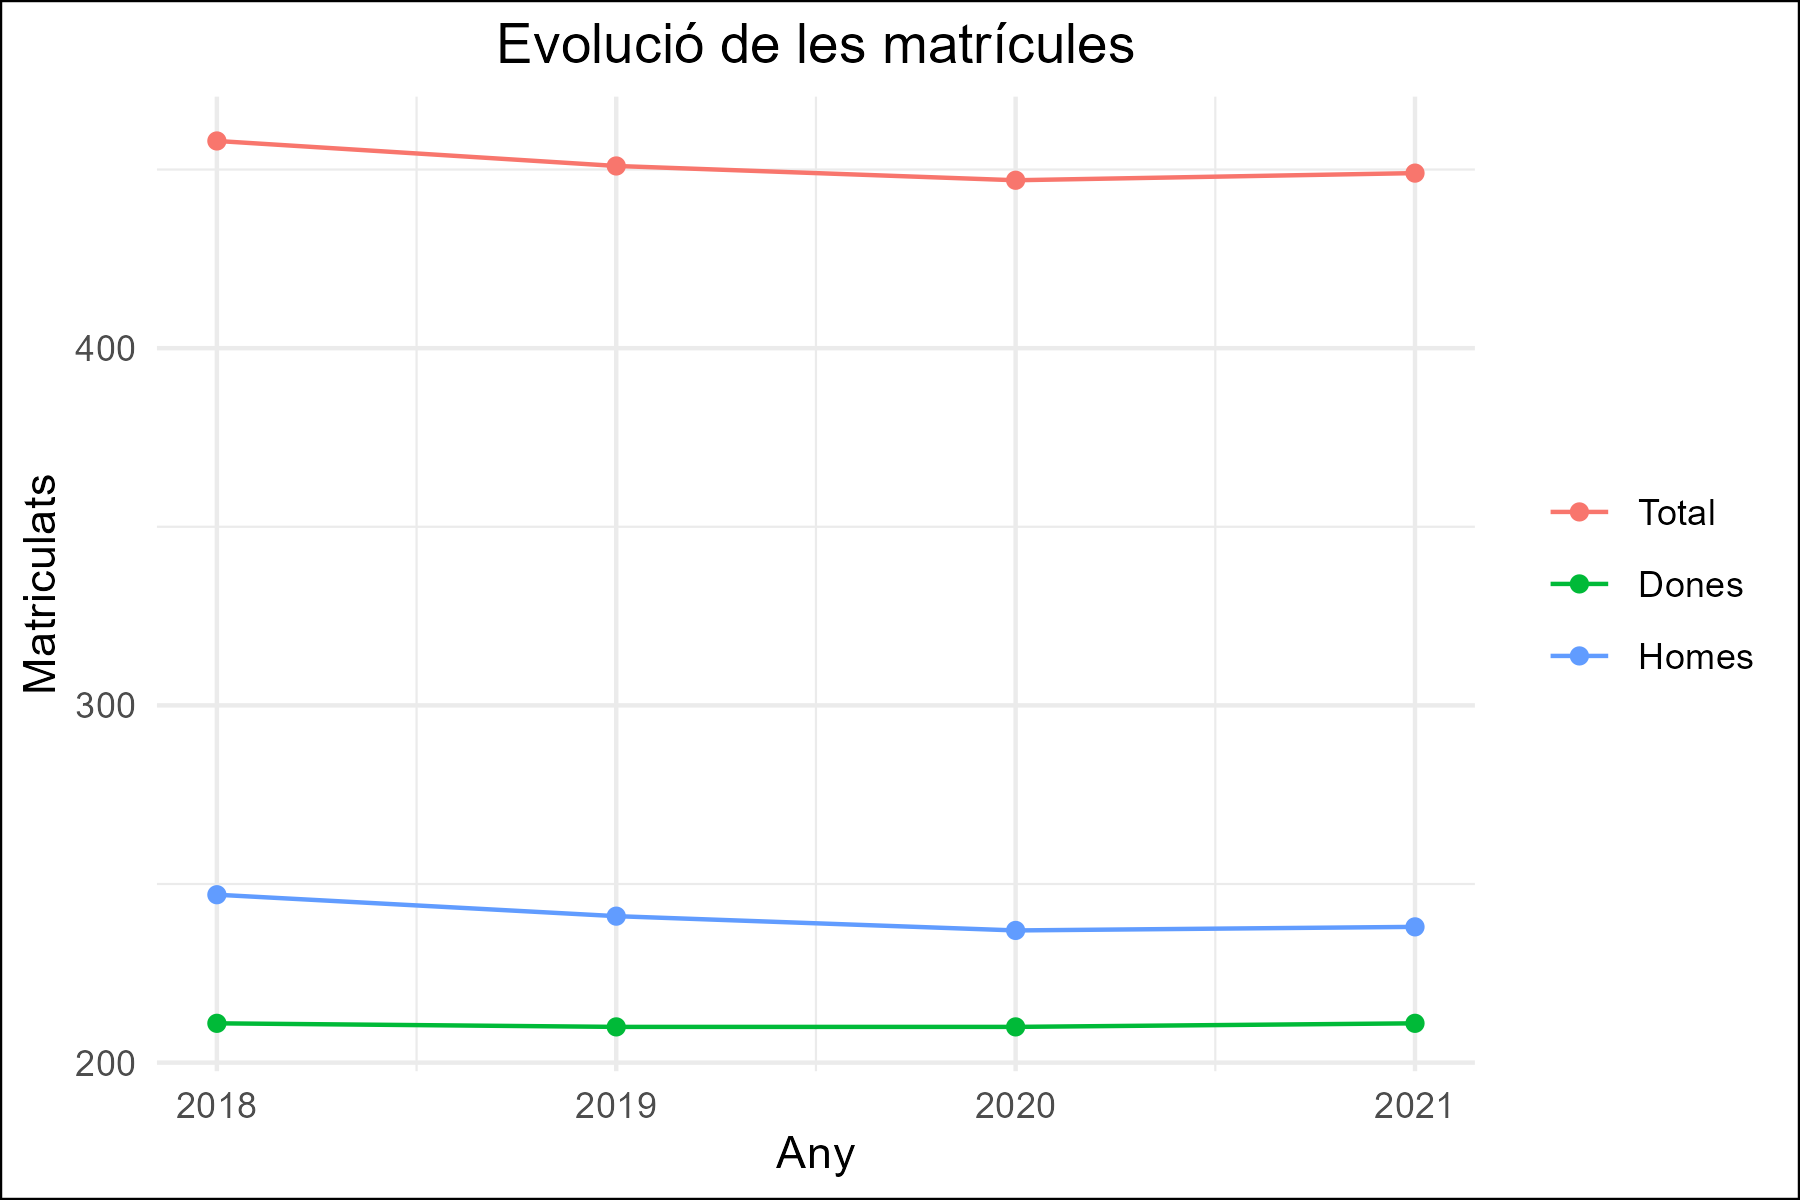 Evolució de les matrícules
Matriculats
400
300
200
2018
2019
2020
2021
Any
Total
Dones
Homes